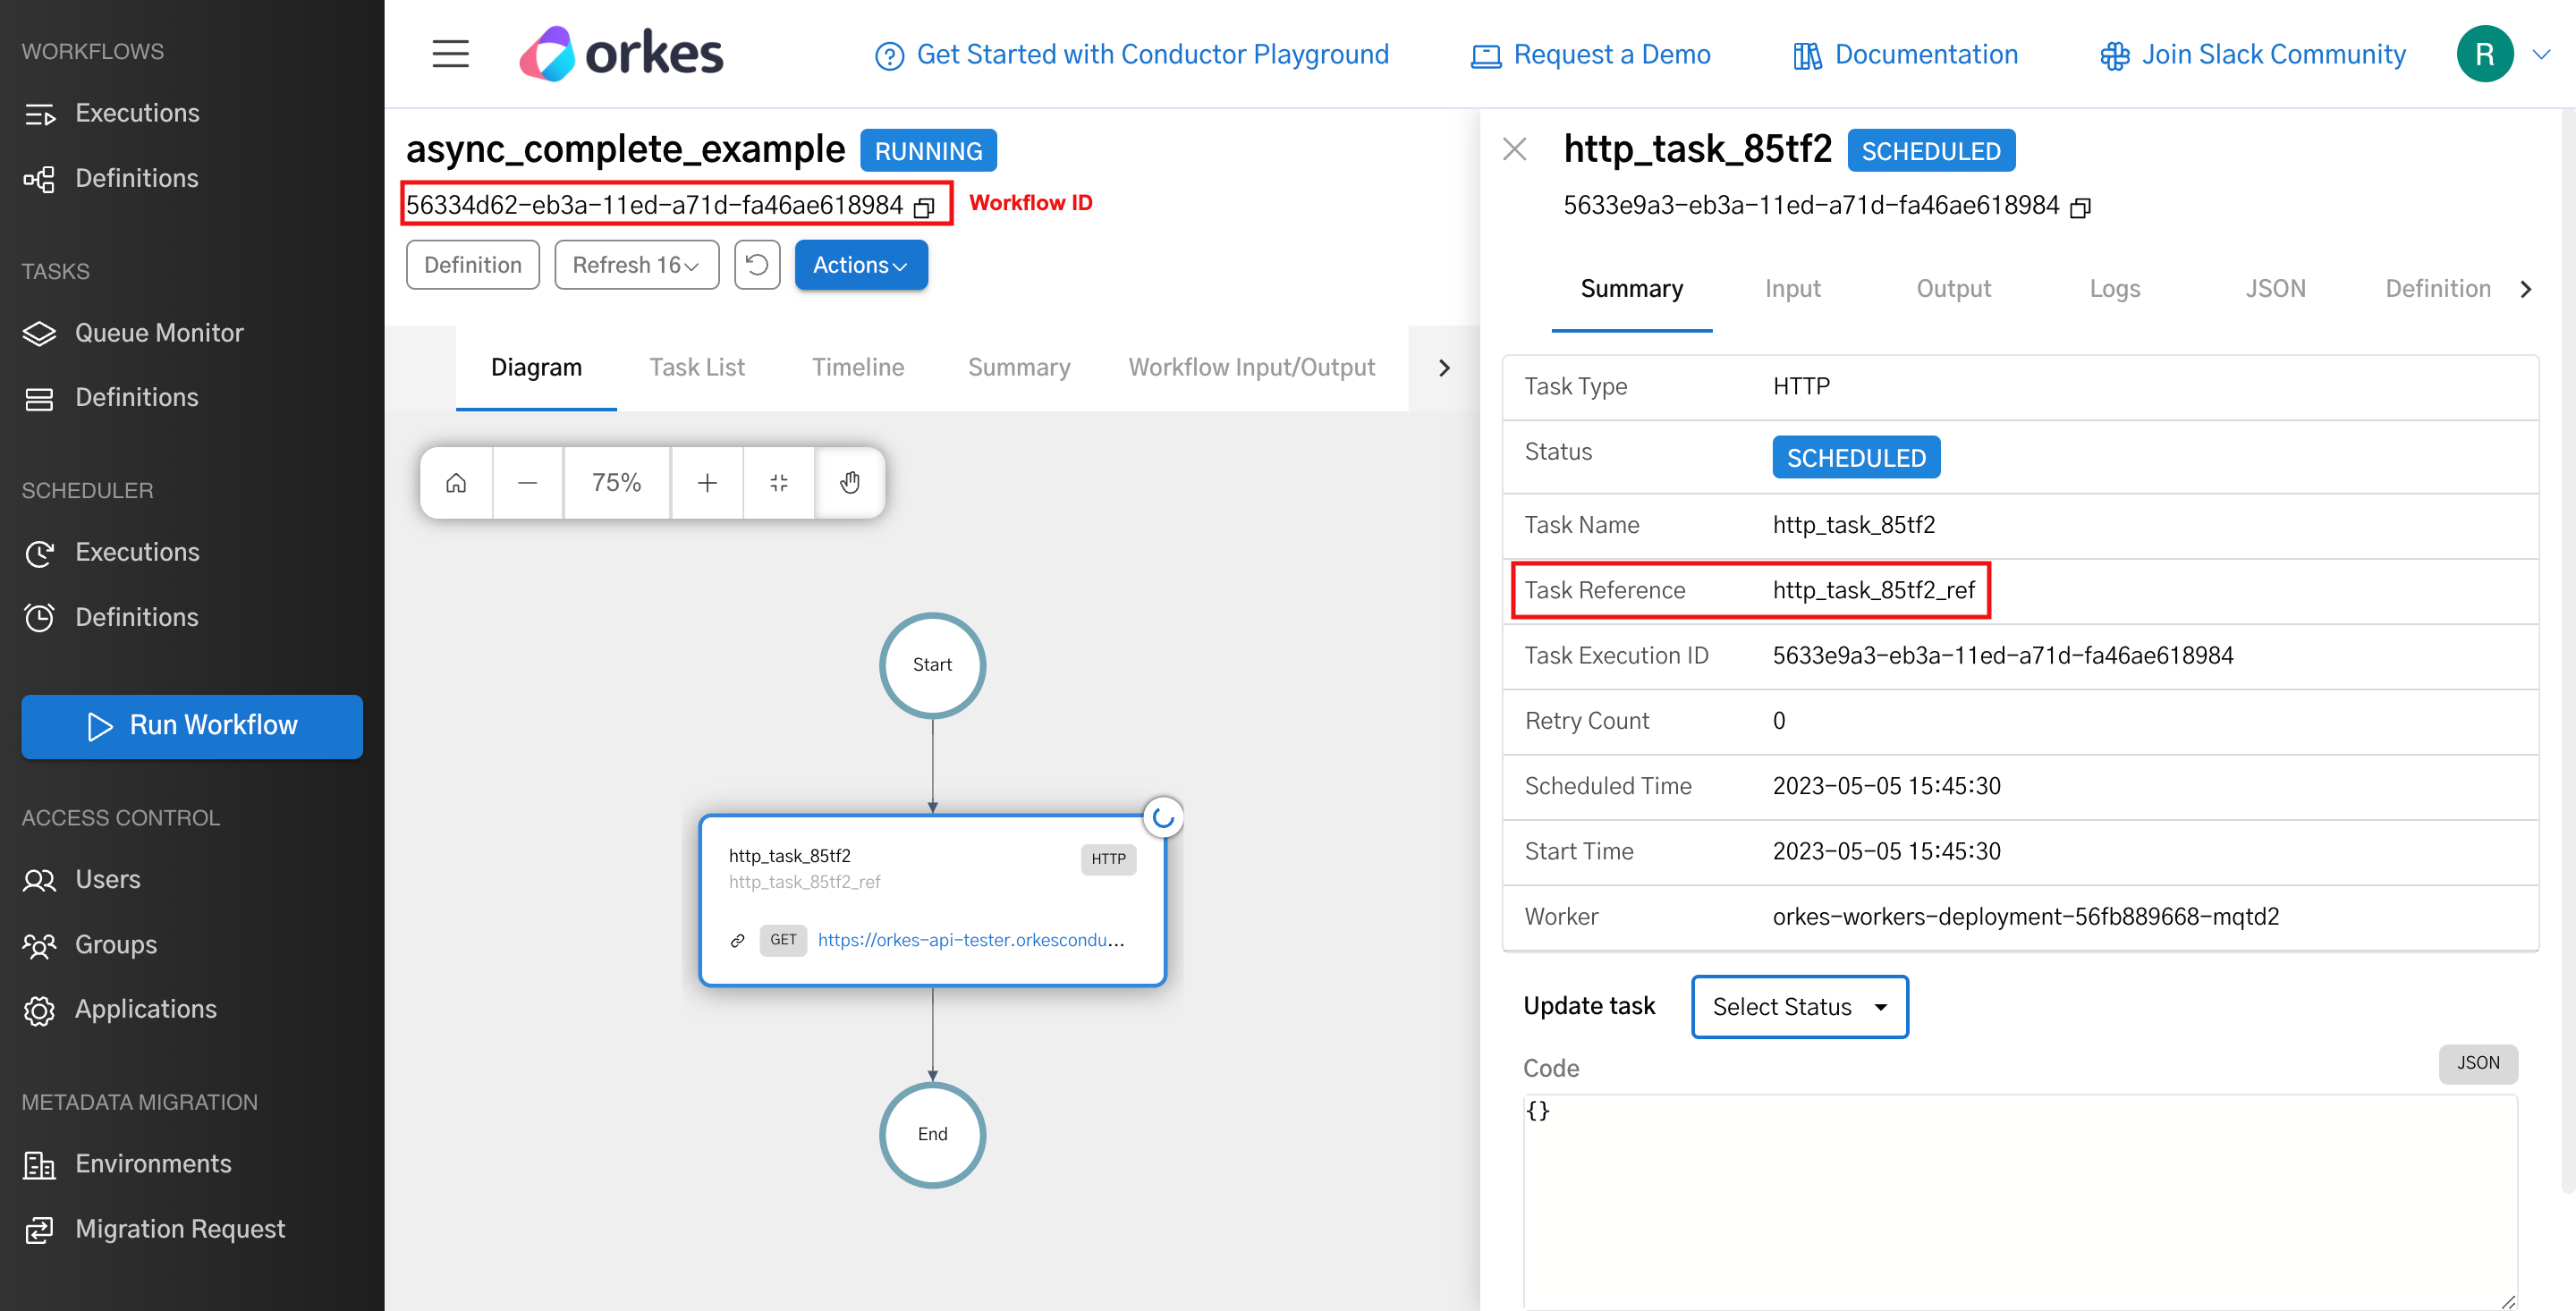 WORKFLOWS
Executions
Definitions
TASKS
Queue Monitor
Definitions
SCHEDULER
Executions
Definitions
Run Workflow
ACCESS CONTROL
Users
Groups
Applications
METADATA MIGRATION
Environments
Migration Request
orkes
Get Started with Conductor Playground
Request a Demo
Documentation
Join Slack Community
R
async_complete_example RUNNING
56334d62-eb3a-11ed-a71d-fa46ae618984 Workflow ID
Definition Refresh 16 Actions
Diagram Task List Timeline Summary Workflow Input/Output
75%
Start
http_task_85tf2 HTTP
http_task_85tf2_ref
GET https://orkes-api-tester.orkescondu...
End
http_task_85tf2 SCHEDULED
5633e9a3-eb3a-11ed-a71d-fa46ae618984
Summary Input Output Logs JSON Definition
Task Type HTTP
Status SCHEDULED
Task Name http_task_85tf2
Task Reference http_task_85tf2_ref
Task Execution ID 5633e9a3-eb3a-11ed-a71d-fa46ae618984
Retry Count 0
Scheduled Time 2023-05-05 15:45:30
Start Time 2023-05-05 15:45:30
Worker orkes-workers-deployment-56fb889668-mqtd2
Update task Select Status
Code JSON
{}